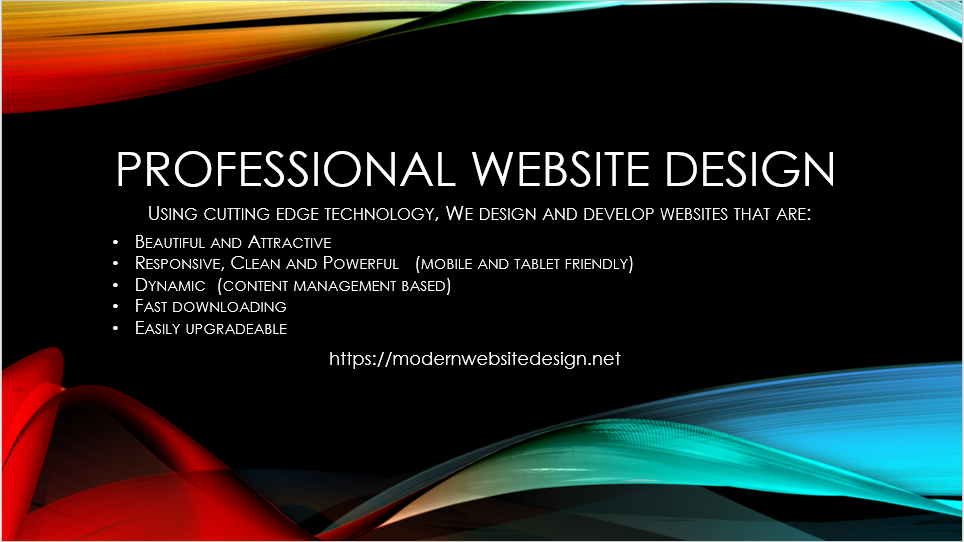 PROFESSIONAL WEBSITE DESIGN
Using cutting edge technology, We design and develop websites that are:
• Beautiful and Attractive
• Responsive, Clean and Powerful (mobile and tablet friendly)
• Dynamic (content management based)
• Fast downloading
• Easily upgradeable
https://modernwebsitedesign.net